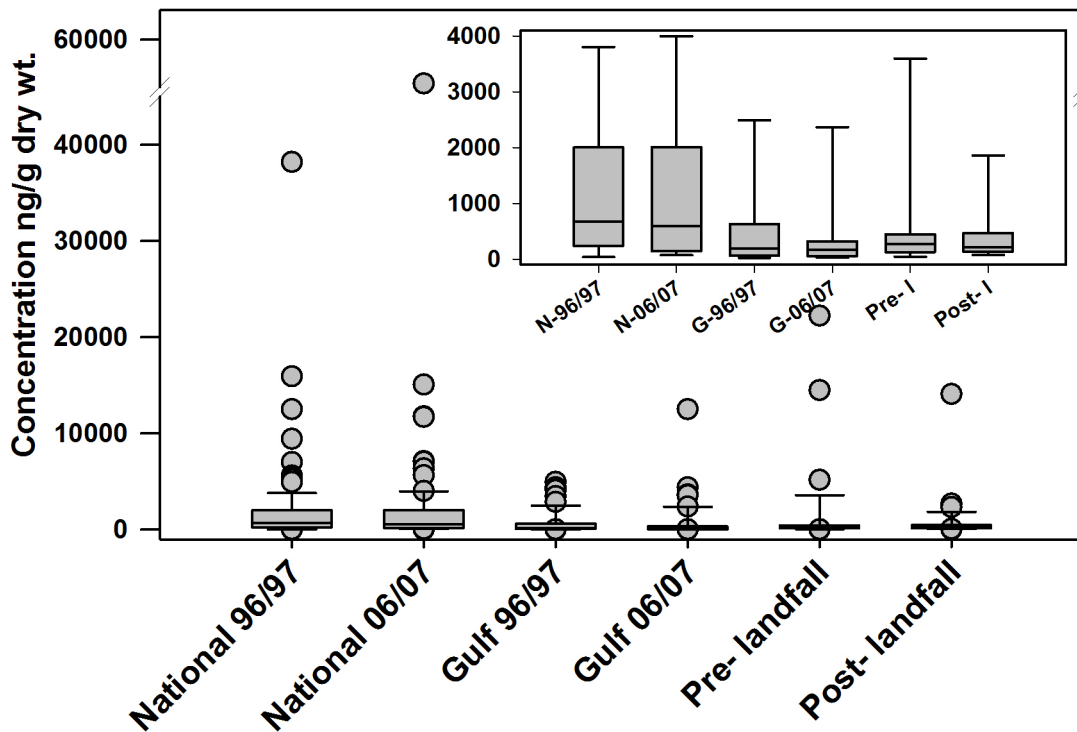 Concentration ng/g dry wt.
60000
40000
30000
20000
10000
0
4000
3000
2000
1000
0
N-96/97
N-06/07
G-96/97
G-06/07
Pre- I
Post- I
National 96/97
National 06/07
Gulf 96/97
Gulf 06/07
Pre- landfall
Post- landfall